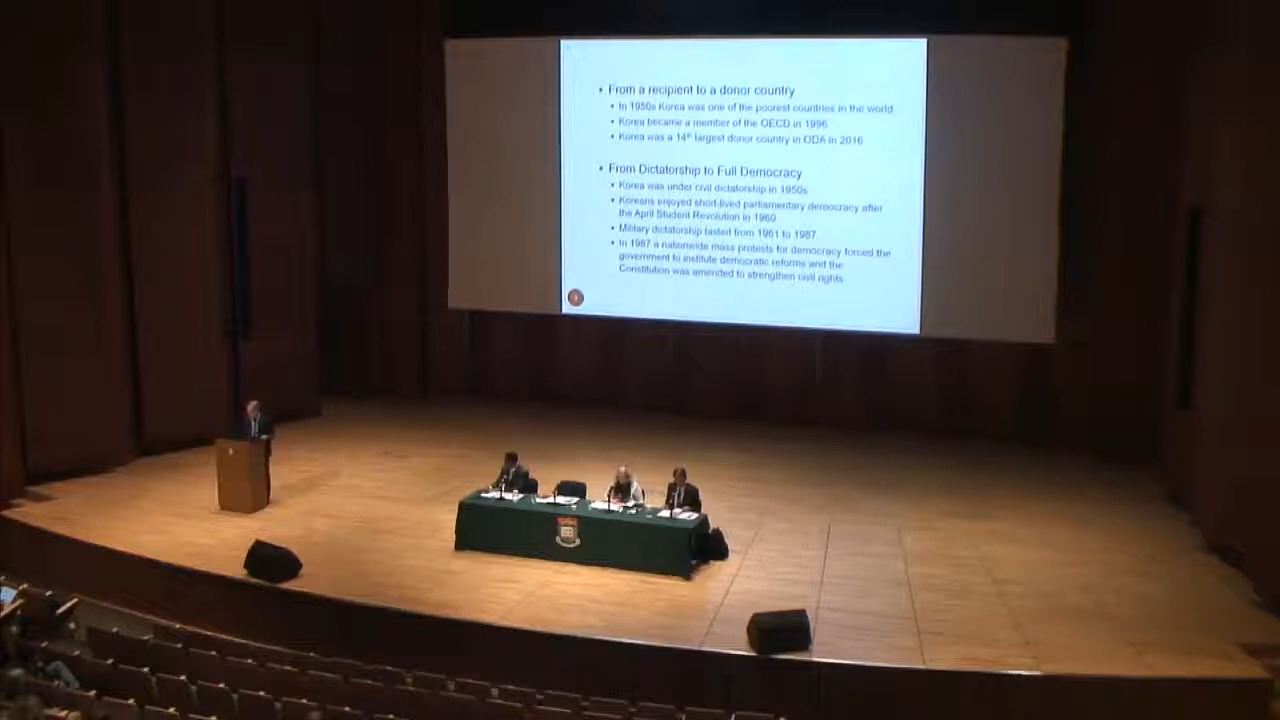 • From a recipient to a donor country
• In 1950s Korea was one of the poorest countries in the world
• Korea became a member of the OECD in 1996
• Korea was a 14th largest donor country in ODA in 2016
• From Dictatorship to Full Democracy
• Korea was under civil dictatorship in 1950s
• Koreans enjoyed short-lived parliamentary democracy after
the April Student Revolution in 1960
• Military dictatorship lasted from 1961 to 1987
• In 1987 a nationwide mass protests for democracy forced the
government to institute democratic reforms and the
Constitution was amended to strengthen civil rights